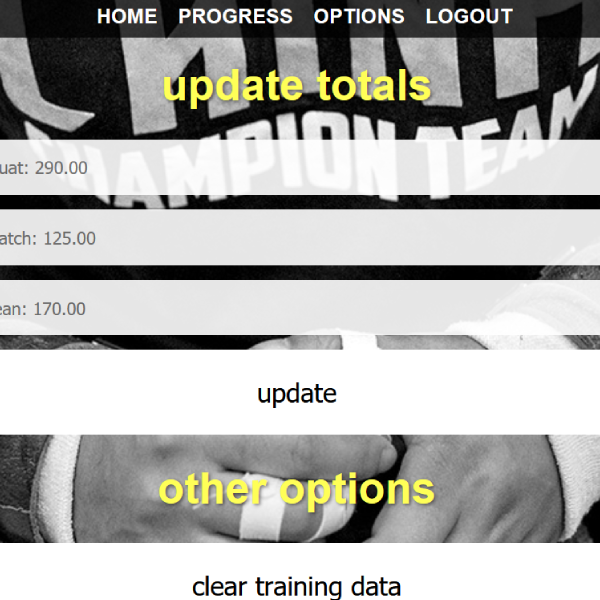 HOME PROGRESS OPTIONS LOGOUT
update totals
CHAMPION TEAM
uat: 290.00
atch: 125.00
ean: 170.00
update
other options
clear training data